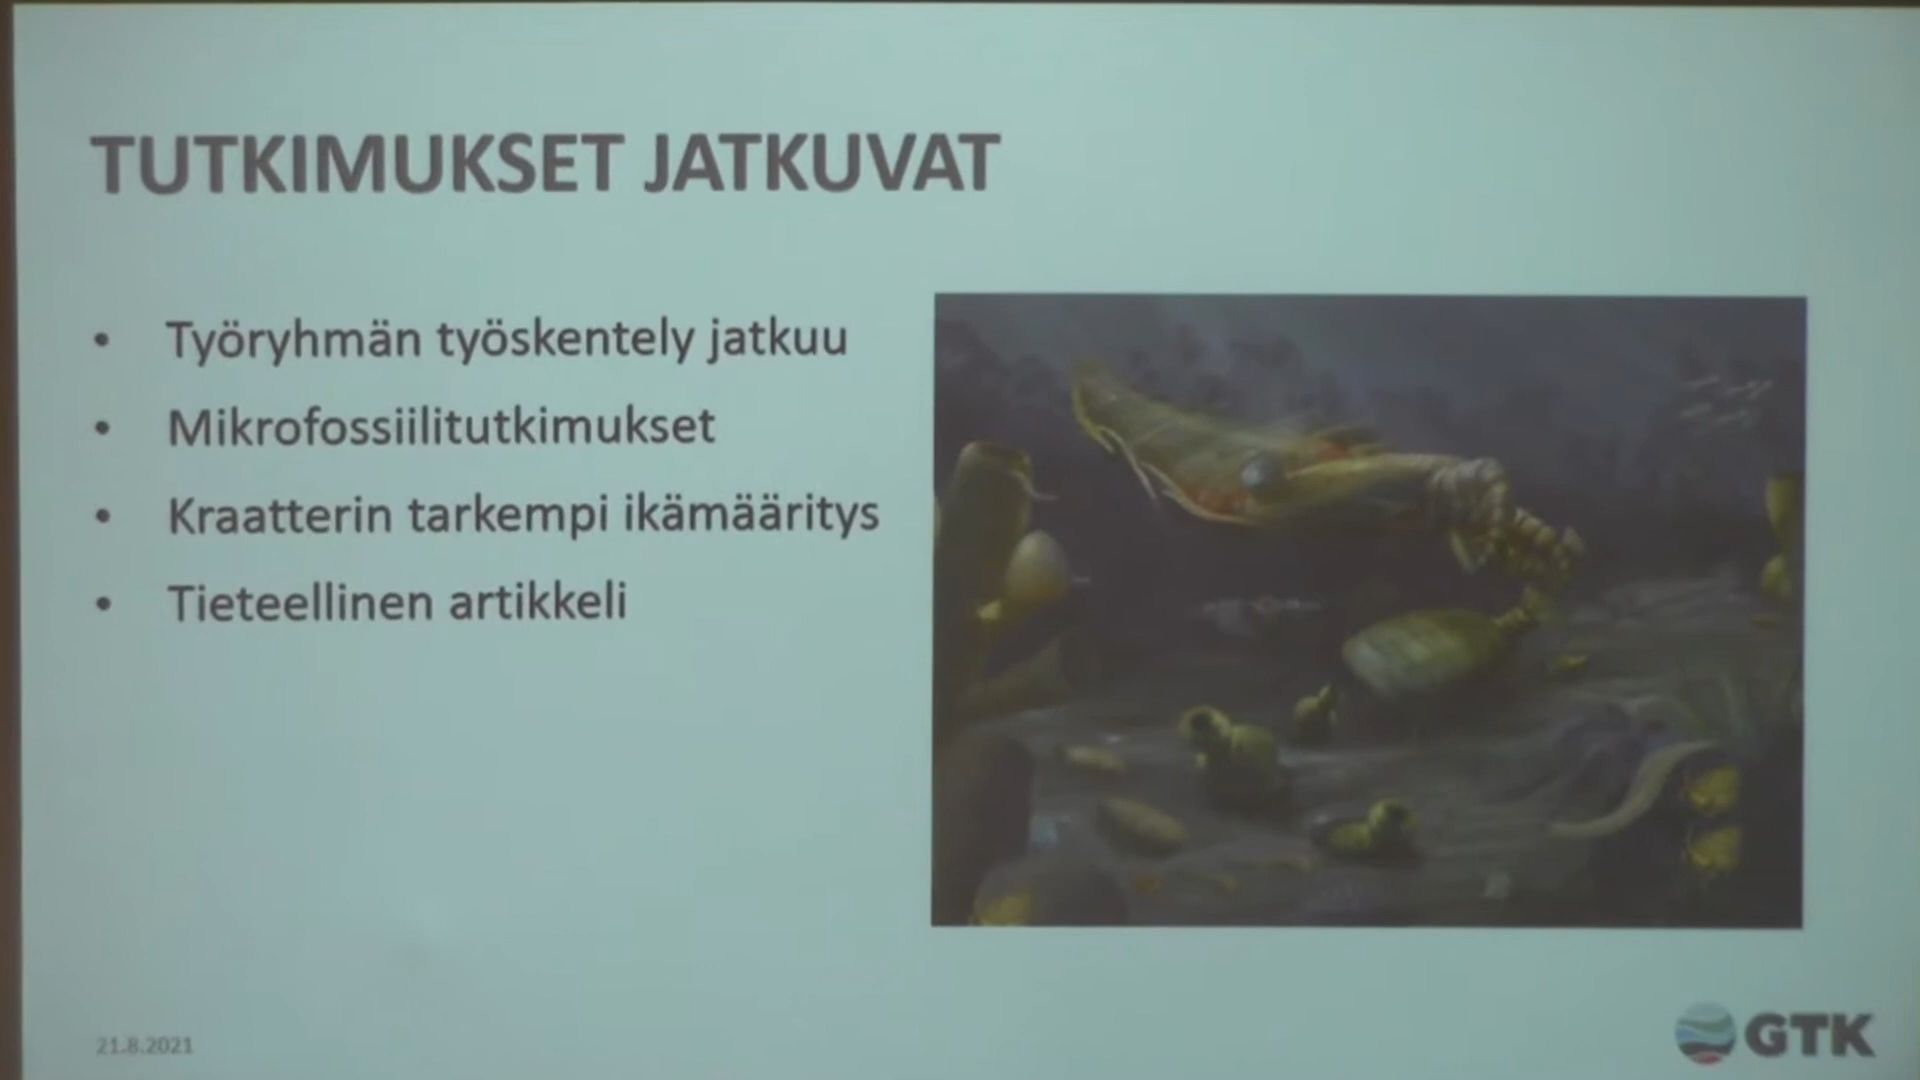 TUTKIMUKSET JATKUVAT
• Työryhmän työskentely jatkuu
• Mikrofossiilitutkimukset
• Kraatterin tarkempi ikämääritys
• Tieteellinen artikkeli
21.8.2021
GTK